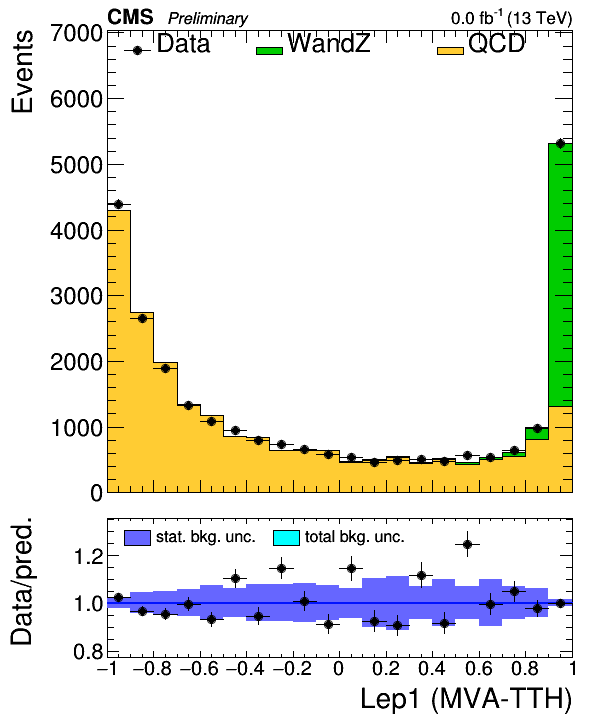 CMS Preliminary 0.0 fb-1 (13 TeV)
Events
Data WandZ QCD
7000
6000
5000
4000
3000
2000
1000
0
Data/pred.
stat. bkg. unc. total bkg. unc.
1.2
1.0
0.8
−1 −0.8 −0.6 −0.4 −0.2 0 0.2 0.4 0.6 0.8 1
Lep1 (MVA-TTH)